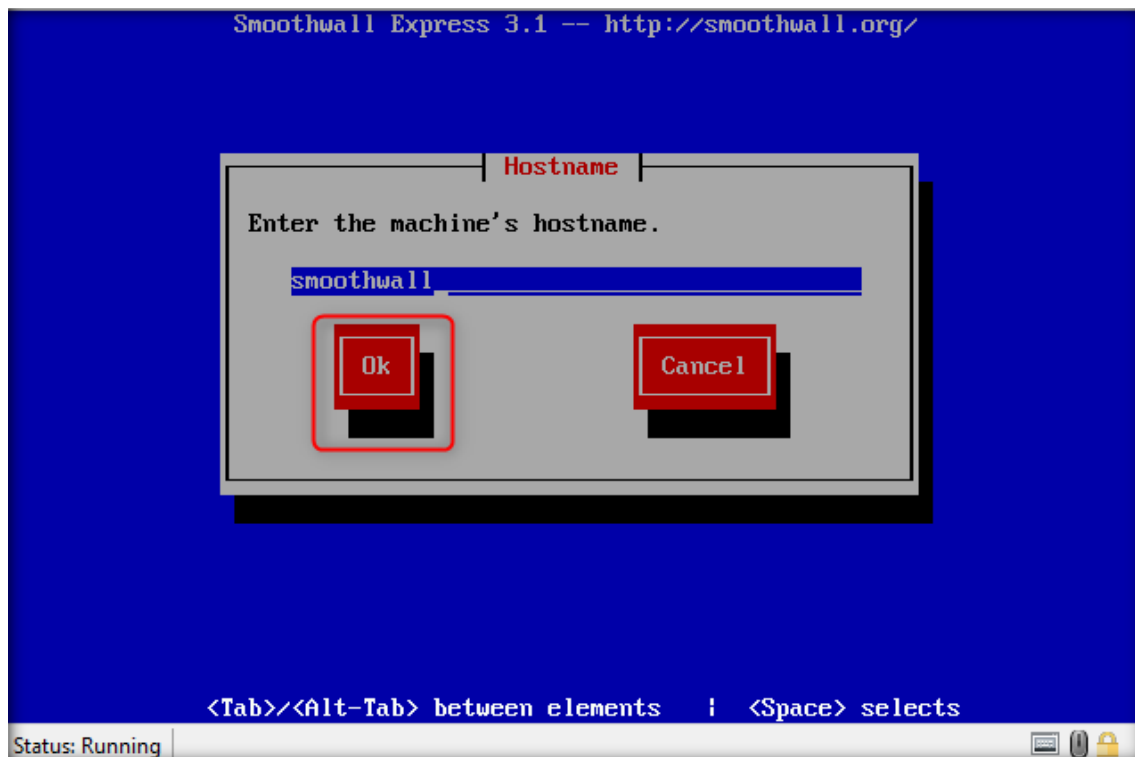 Smoothwall Express 3.1 -- http://smoothwall.org/
Hostname
Enter the machine's hostname.
smoothwall
Ok Cancel
<Tab>/<Alt-Tab> between elements | <Space> selects
Status: Running